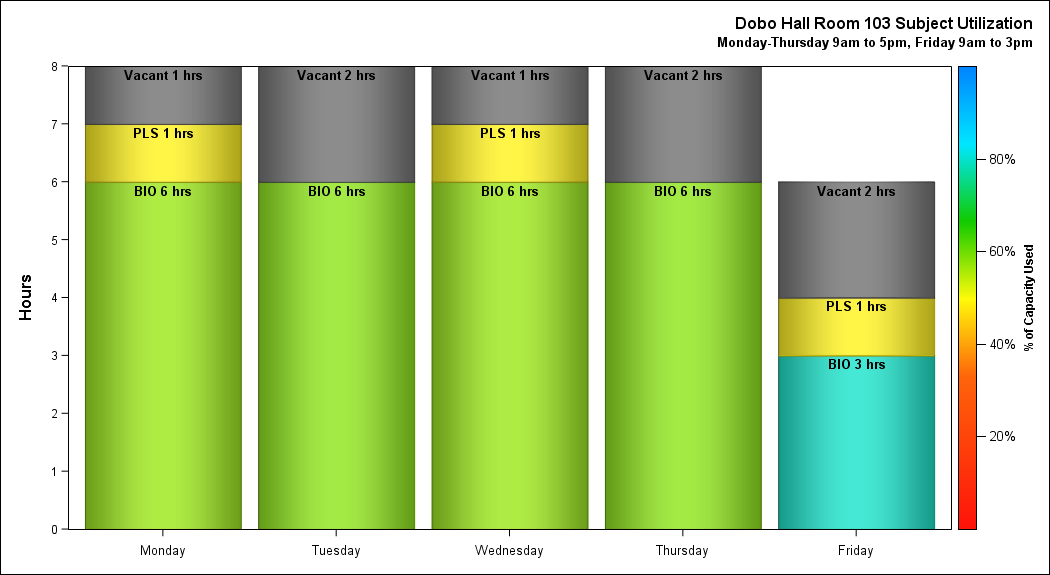 Dobo Hall Room 103 Subject Utilization
Monday-Thursday 9am to 5pm, Friday 9am to 3pm
Hours
8
7
6
5
4
3
2
1
0
Vacant 1 hrs
PLS 1 hrs
BIO 6 hrs
Vacant 2 hrs
BIO 6 hrs
Vacant 1 hrs
PLS 1 hrs
BIO 6 hrs
Vacant 2 hrs
BIO 6 hrs
Vacant 2 hrs
PLS 1 hrs
BIO 3 hrs
Monday
Tuesday
Wednesday
Thursday
Friday
80%
60%
40%
20%
% of Capacity Used